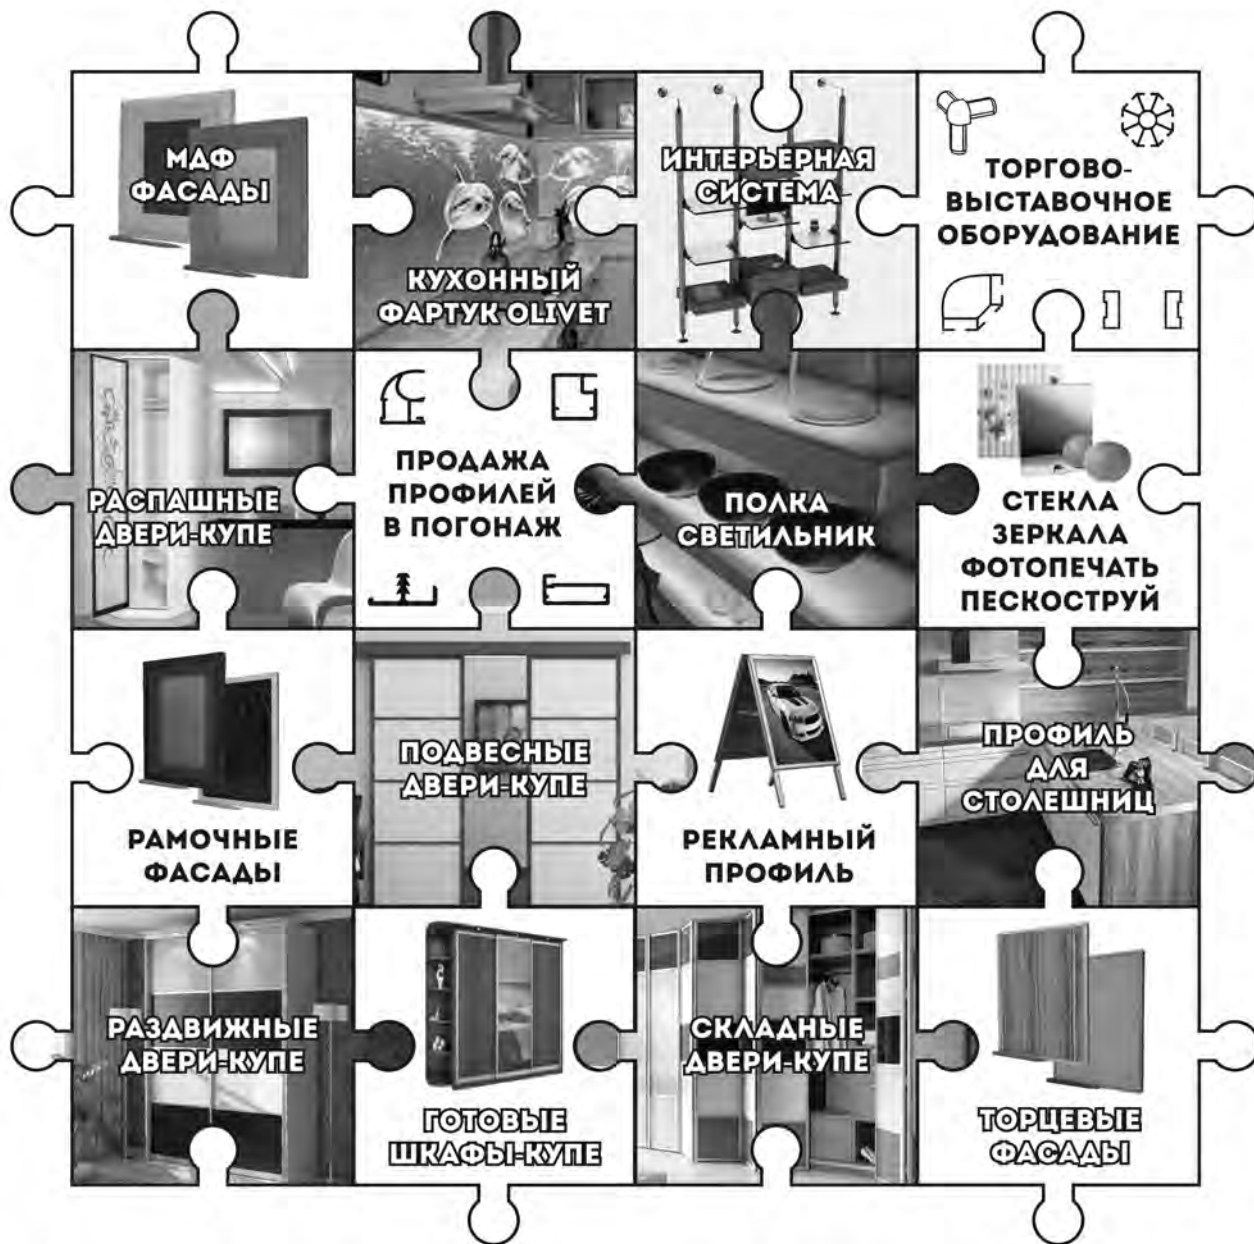 МДФ
ФАСАДЫ
КУХОННЫЙ
ФАРТУК OLIVET
ИНТЕРЬЕРНАЯ
СИСТЕМА
ТОРГОВО-
ВЫСТАВОЧНОЕ
ОБОРУДОВАНИЕ
РАСПАШНЫЕ
ДВЕРИ-КУПЕ
ПРОДАЖА
ПРОФИЛЕЙ
В ПОГОНАЖ
ПОЛКА
СВЕТИЛЬНИК
СТЕКЛА
ЗЕРКАЛА
ФОТОПЕЧАТЬ
ПЕСКОСТРУЙ
РАМОЧНЫЕ
ФАСАДЫ
ПОДВЕСНЫЕ
ДВЕРИ-КУПЕ
РЕКЛАМНЫЙ
ПРОФИЛЬ
ПРОФИЛЬ
ДЛЯ
СТОЛЕШНИЦ
РАЗДВИЖНЫЕ
ДВЕРИ-КУПЕ
ГОТОВЫЕ
ШКАФЫ-КУПЕ
СКЛАДНЫЕ
ДВЕРИ-КУПЕ
ТОРЦЕВЫЕ
ФАСАДЫ